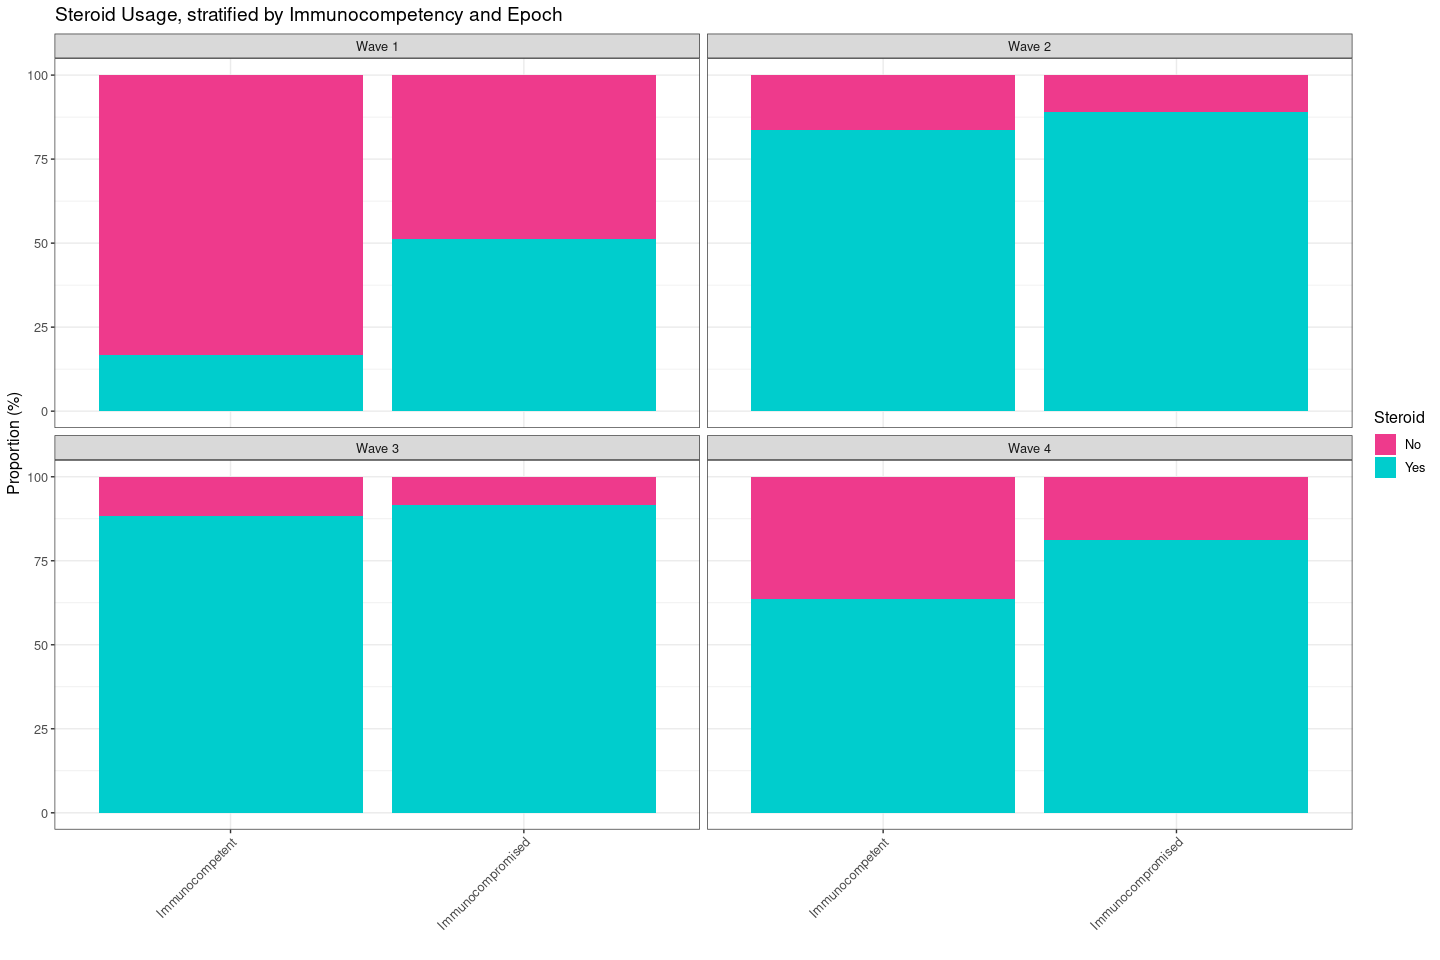 Steroid Usage, stratified by Immunocompetency and Epoch
Wave 1
Wave 2
100
75
50
25
0
Proportion (%)
Wave 3
Wave 4
100
75
50
25
0
Immunocompetent
Immunocompromised
Immunocompetent
Immunocompromised
Steroid
No
Yes